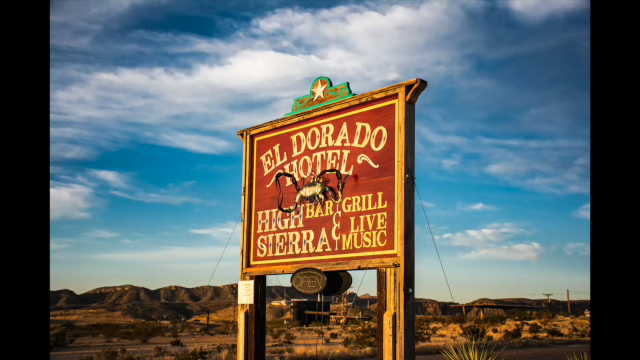 EL DORADO
HOTEL
HIGH BAR & GRILL
SIERRA LIVE MUSIC
OPEN